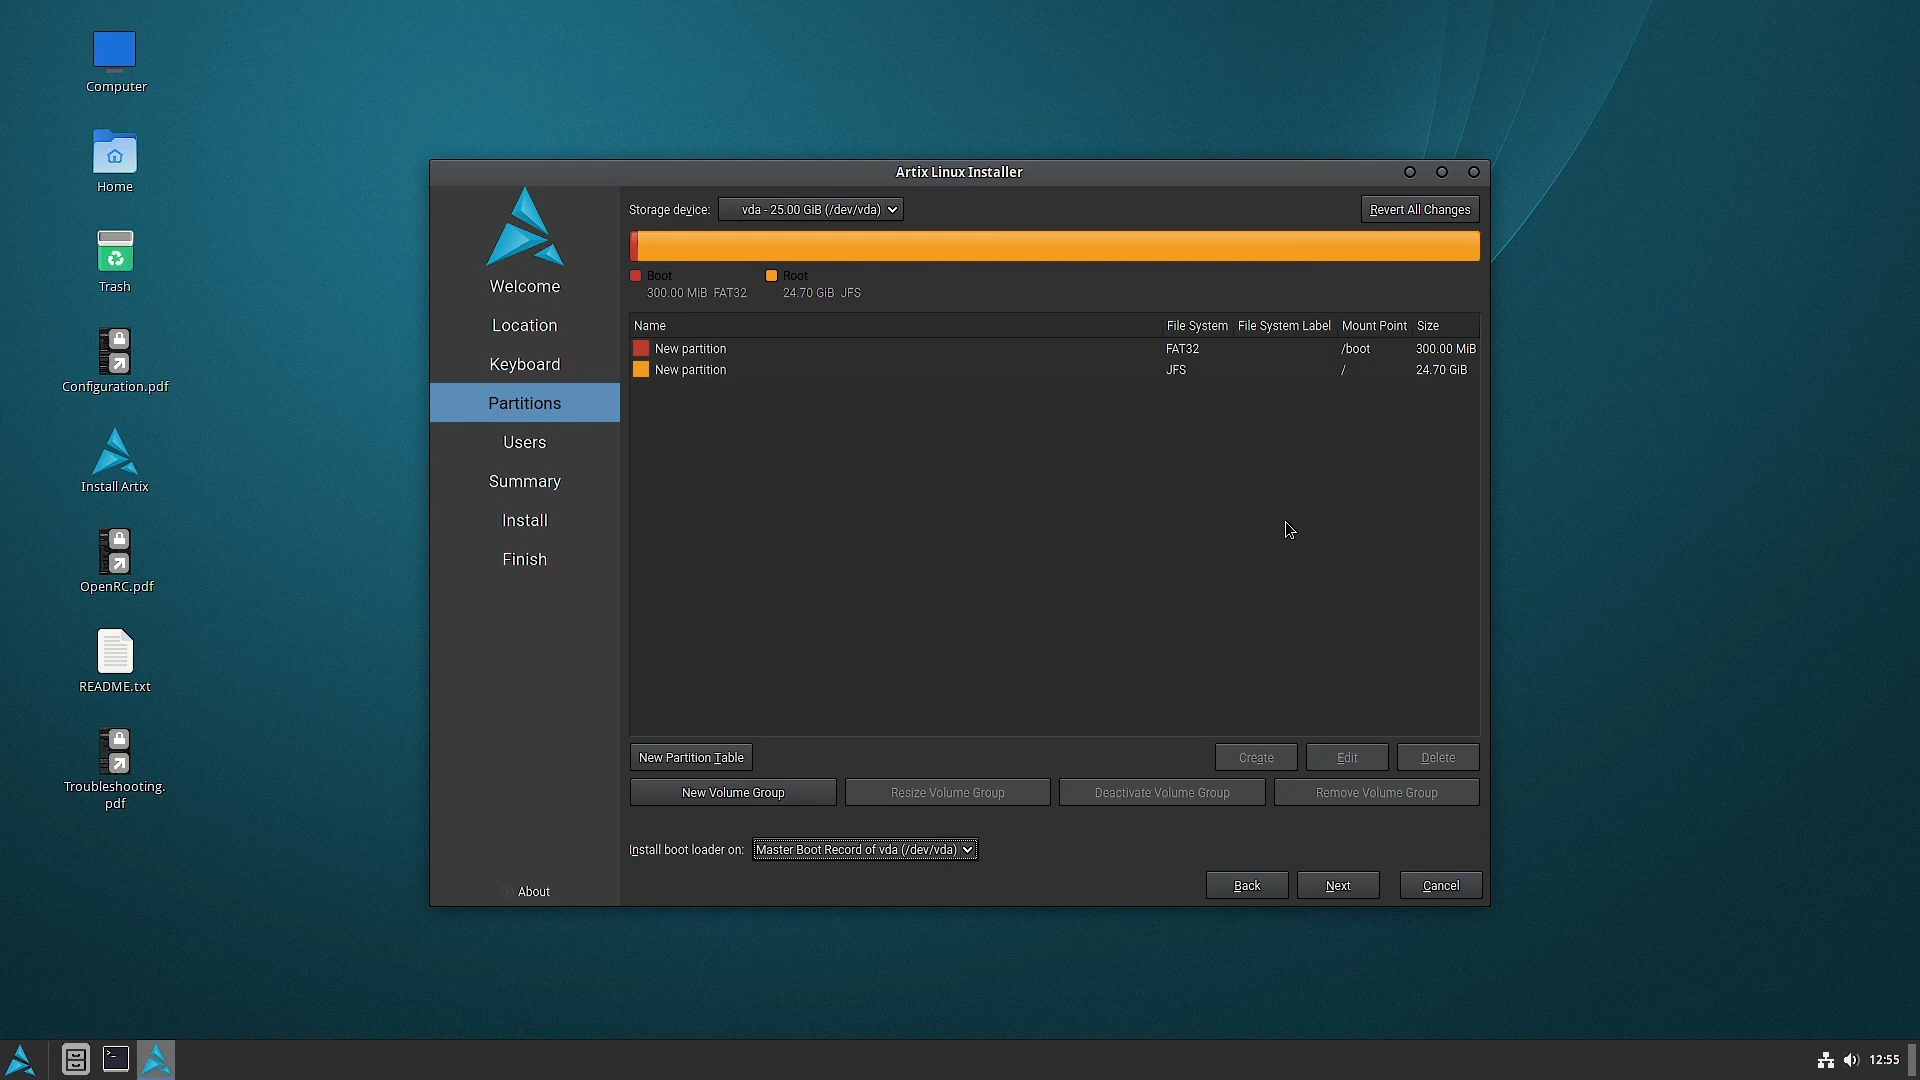 Computer
Home
Trash
Configuration.pdf
Install Artix
OpenRC.pdf
README.txt
Troubleshooting.
pdf
Artix Linux Installer
Welcome
Location
Keyboard
Partitions
Users
Summary
Install
Finish
About
Storage device: vda - 25.00 GiB (/dev/vda) Revert All Changes
Boot Root
300.00 MiB FAT32 24.70 GiB JFS
Name File System File System Label Mount Point Size
New partition FAT32 /boot 300.00 MiB
New partition JFS / 24.70 GiB
New Partition Table Create Edit Delete
New Volume Group Resize Volume Group Deactivate Volume Group Remove Volume Group
Install boot loader on: Master Boot Record of vda (/dev/vda)
Back Next Cancel
12:55